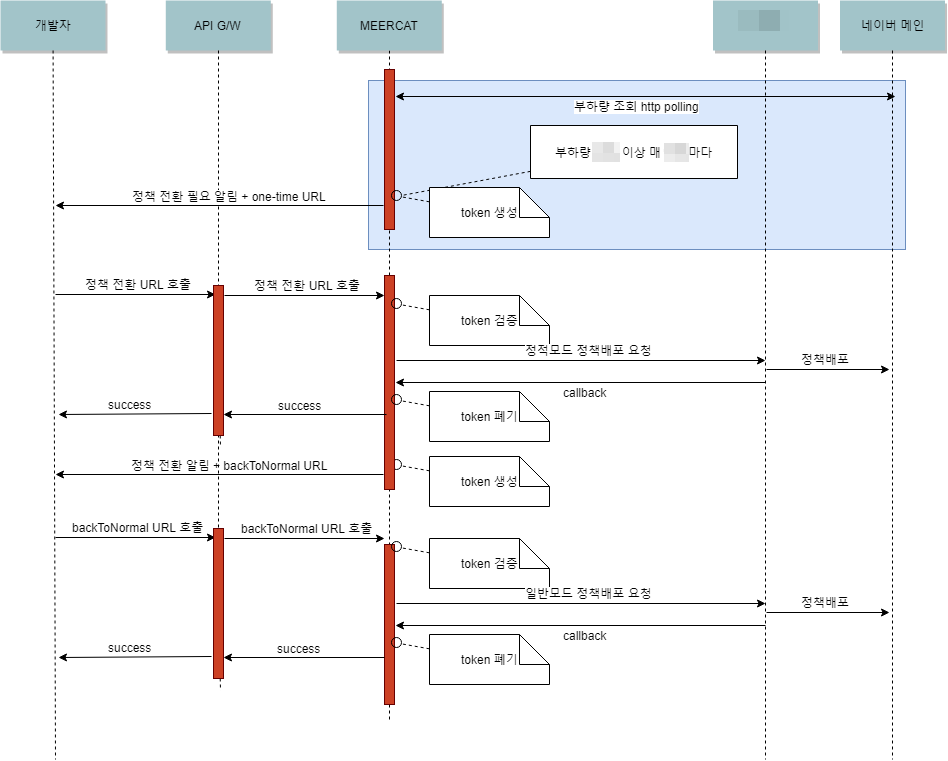 개발자
API G/W
MEERCAT
네이버 메인
부하량 조회 http polling
부하량 이상 매 마다
정책 전환 필요 알림 + one-time URL
token 생성
정책 전환 URL 호출
정책 전환 URL 호출
token 검증
정적모드 정책배포 요청
정책배포
callback
success
success
token 폐기
정책 전환 알림 + backToNormal URL
token 생성
backToNormal URL 호출
backToNormal URL 호출
token 검증
일반모드 정책배포 요청
정책배포
callback
success
success
token 폐기